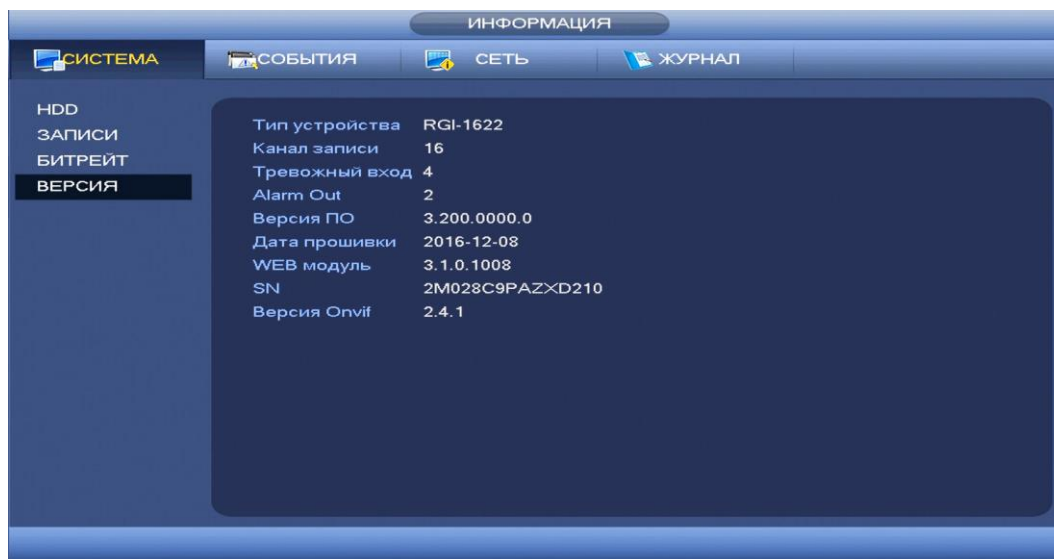 ИНФОРМАЦИЯ
СИСТЕМА СОБЫТИЯ СЕТЬ ЖУРНАЛ
HDD
ЗАПИСИ
БИТРЕЙТ
ВЕРСИЯ
Тип устройства RGI-1622
Канал записи 16
Тревожный вход 4
Alarm Out 2
Версия ПО 3.200.0000.0
Дата прошивки 2016-12-08
WEB модуль 3.1.0.1008
SN 2M028C9PAZXD210
Версия Onvif 2.4.1